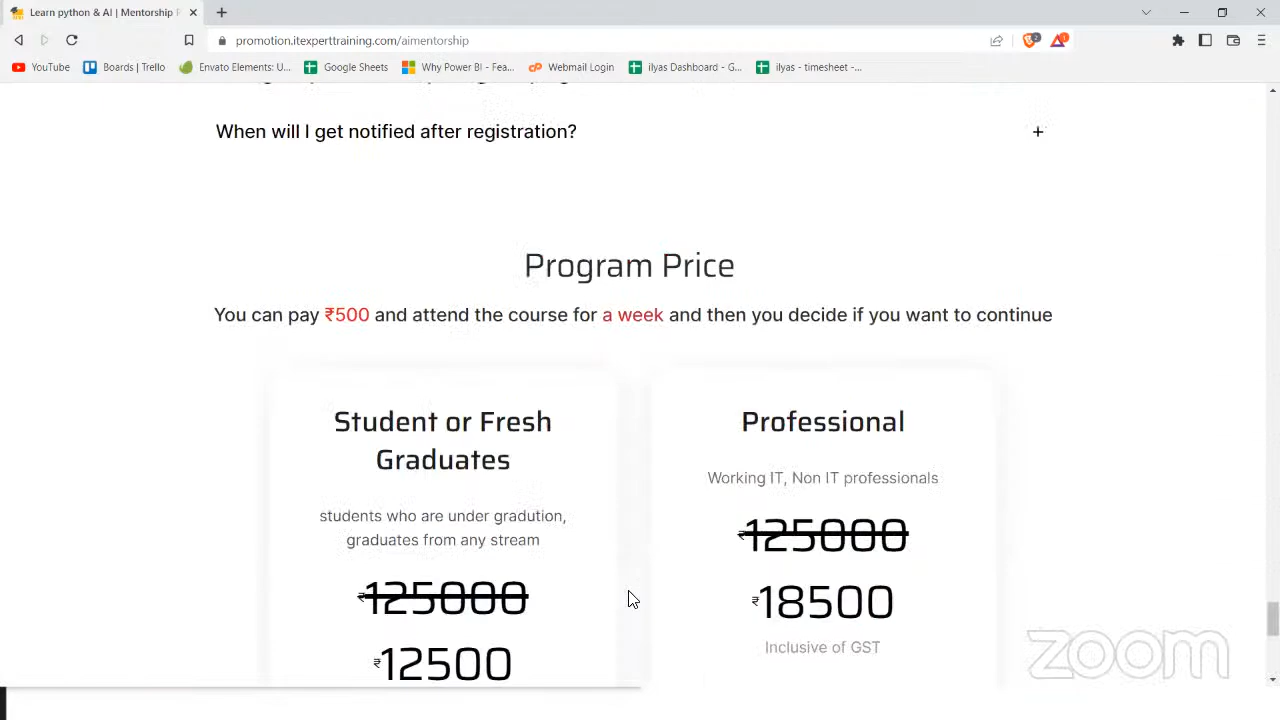 Learn python & AI | Mentorship P
promotion.itexperttraining.com/aimentorship
2
1
YouTube
Boards | Trello
Envato Elements: U...
Google Sheets
Why Power BI - Fea...
Webmail Login
ilyas Dashboard - G...
ilyas - timesheet -...
When will I get notified after registration?
+
Program Price
You can pay ₹500 and attend the course for a week and then you decide if you want to continue
Student or Fresh
Graduates
students who are under gradution,
graduates from any stream
₹125000
₹12500
Professional
Working IT, Non IT professionals
₹125000
₹18500
Inclusive of GST
zoom